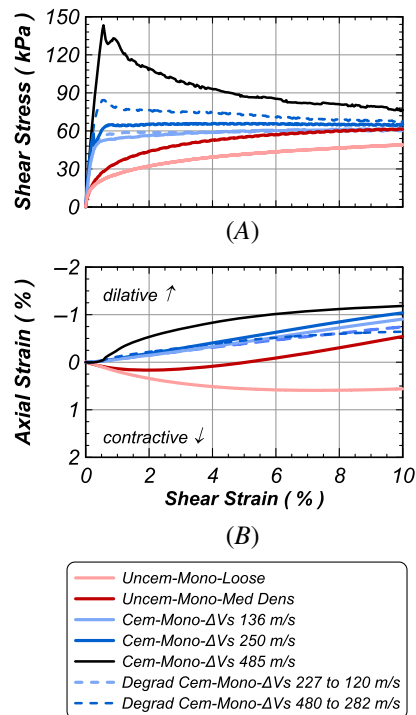 150
120
90
60
30
0
Shear Stress ( kPa )
(A)
−2
−1
0
1
2
Axial Strain ( % )
dilative ↑
contractive ↓
0 2 4 6 8 10
Shear Strain ( % )
(B)
Uncem-Mono-Loose
Uncem-Mono-Med Dens
Cem-Mono-ΔVs 136 m/s
Cem-Mono-ΔVs 250 m/s
Cem-Mono-ΔVs 485 m/s
Degrad Cem-Mono-ΔVs 227 to 120 m/s
Degrad Cem-Mono-ΔVs 480 to 282 m/s